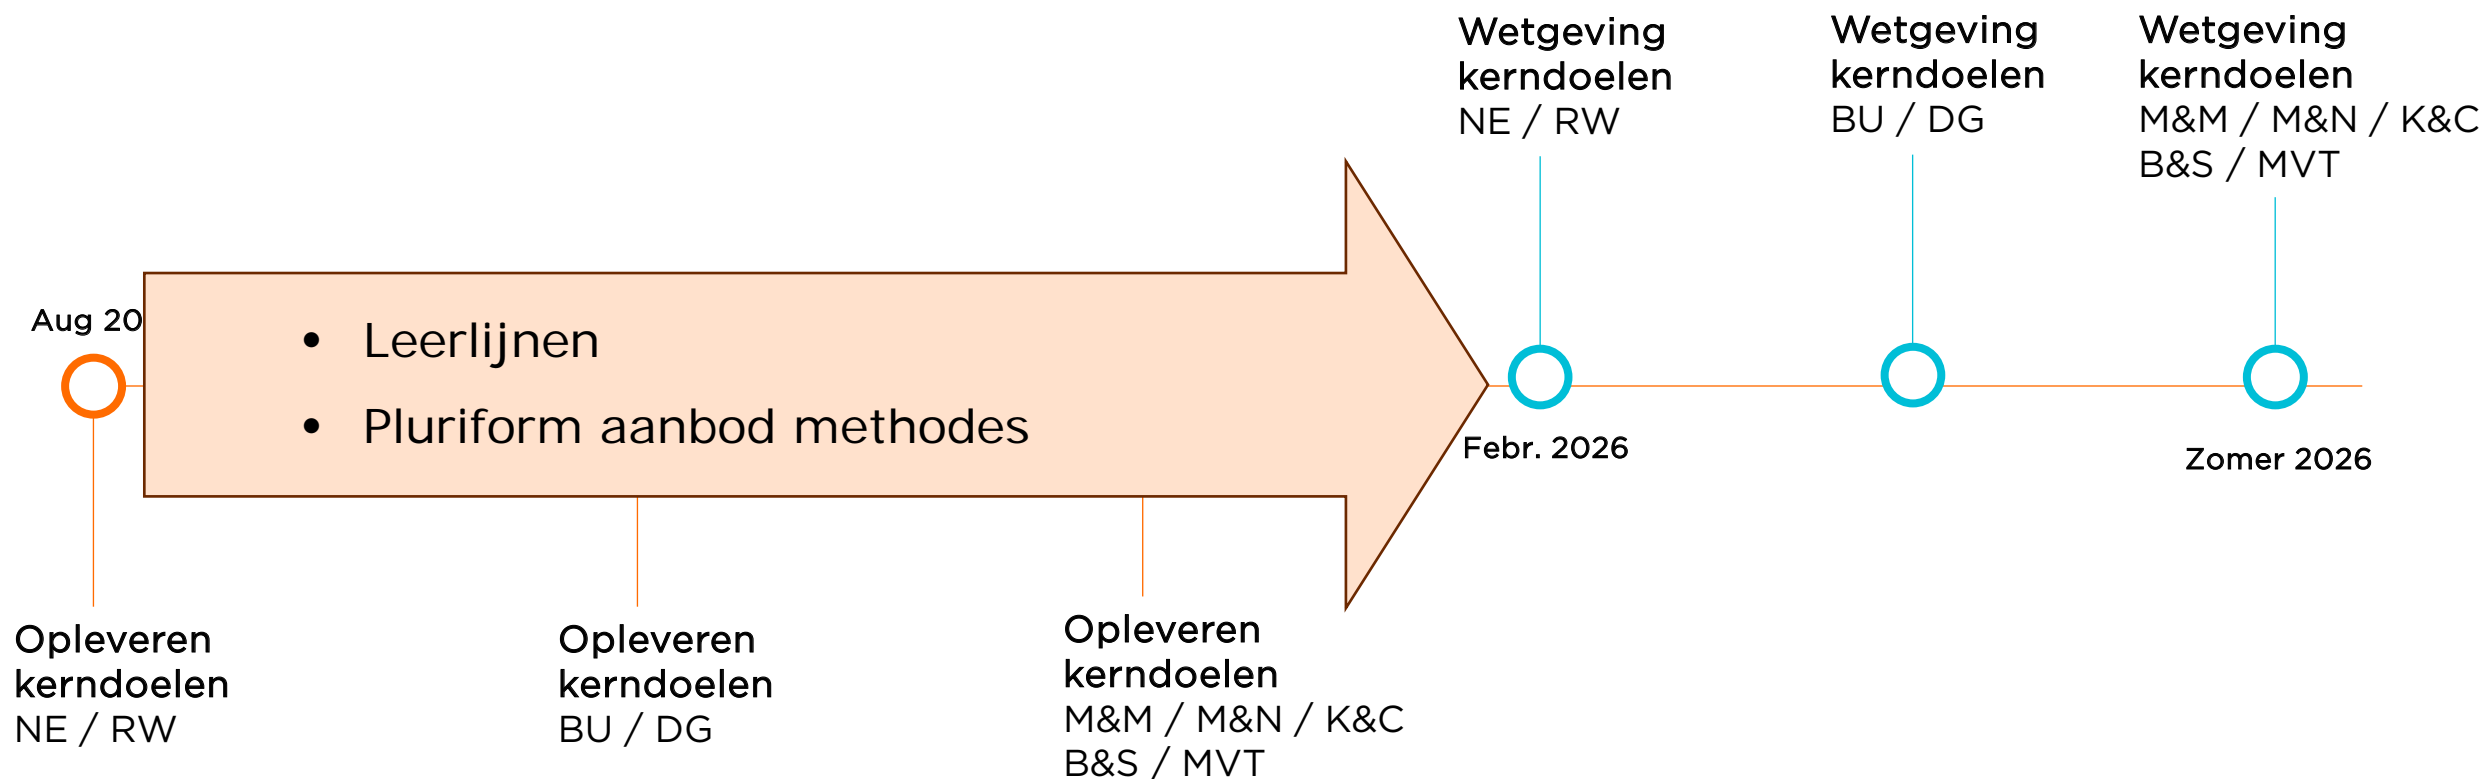 Wetgeving
kerndoelen
NE / RW
Wetgeving
kerndoelen
BU / DG
Wetgeving
kerndoelen
M&M / M&N / K&C
B&S / MVT
Aug 20
• Leerlijnen
• Pluriform aanbod methodes
Febr. 2026
Zomer 2026
Opleveren
kerndoelen
NE / RW
Opleveren
kerndoelen
BU / DG
Opleveren
kerndoelen
M&M / M&N / K&C
B&S / MVT